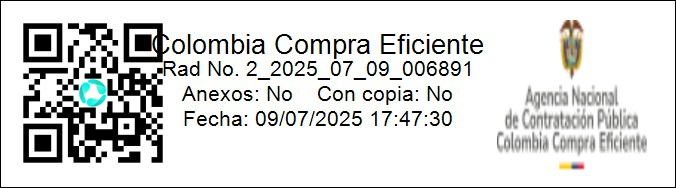 Colombia Compra Eficiente
Rad No. 2_2025_07_09_006891
Anexos: No Con copia: No
Fecha: 09/07/2025 17:47:30
Agencia Nacional
de Contratación Pública
Colombia Compra Eficiente